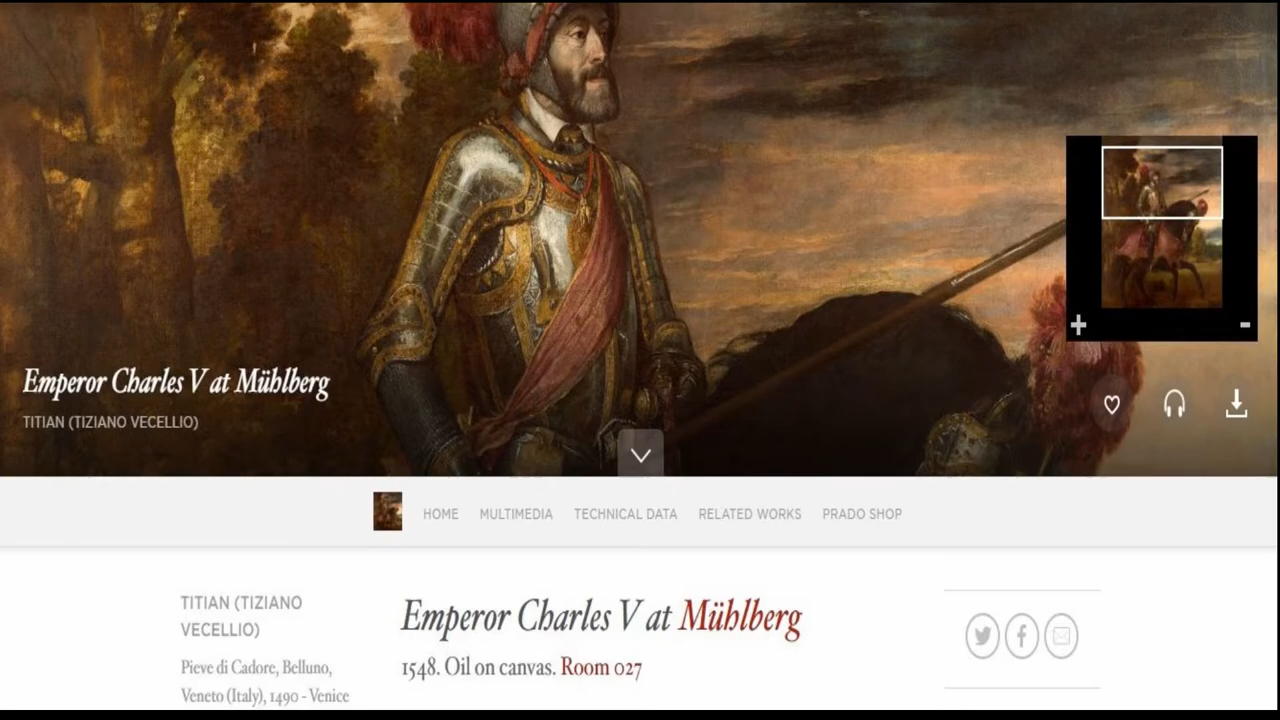 Emperor Charles V at Mühlberg
TITIAN (TIZIANO VECELLIO)
HOME MULTIMEDIA TECHNICAL DATA RELATED WORKS PRADO SHOP
TITIAN (TIZIANO
VECELLIO)
Pieve di Cadore, Belluno,
Veneto (Italy), 1490 - Venice
Emperor Charles V at Mühlberg
1548. Oil on canvas. Room 027